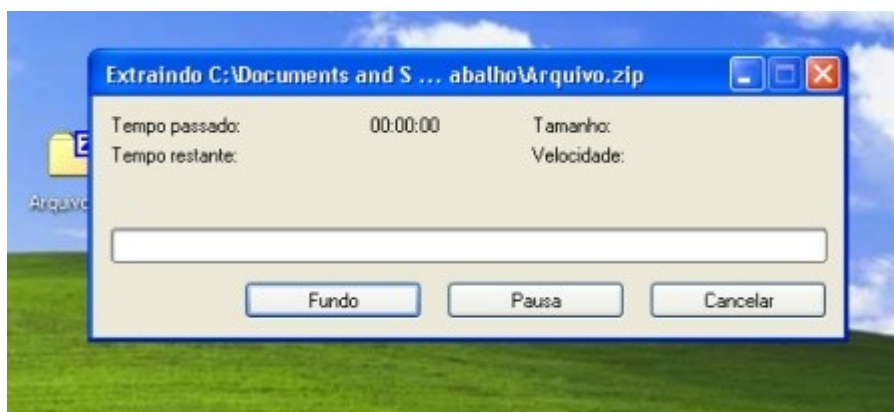 Extraindo C:\Documents and S ... abalho\Arquivo.zip
Tempo passado: 00:00:00 Tamanho:
Tempo restante: Velocidade:
Arquivo
Fundo Pausa Cancelar